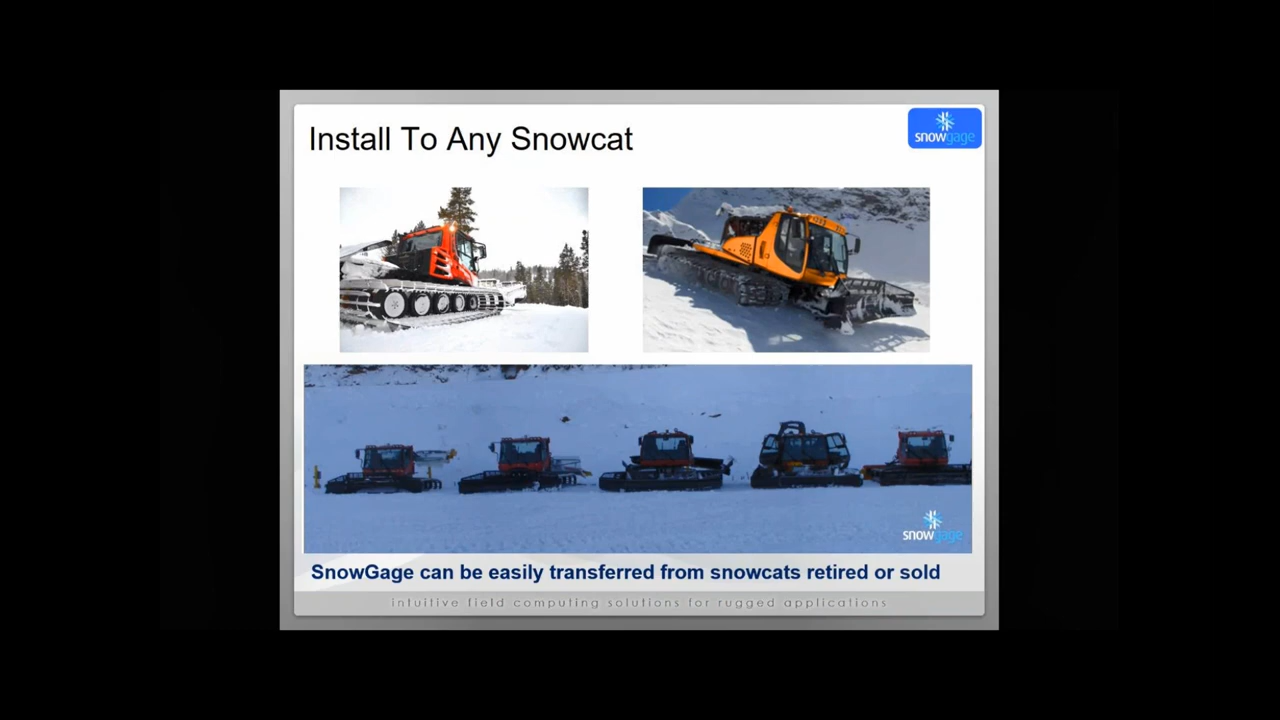 Install To Any Snowcat
snowgage
snowgage
SnowGage can be easily transferred from snowcats retired or sold
intuitive field computing solutions for rugged applications